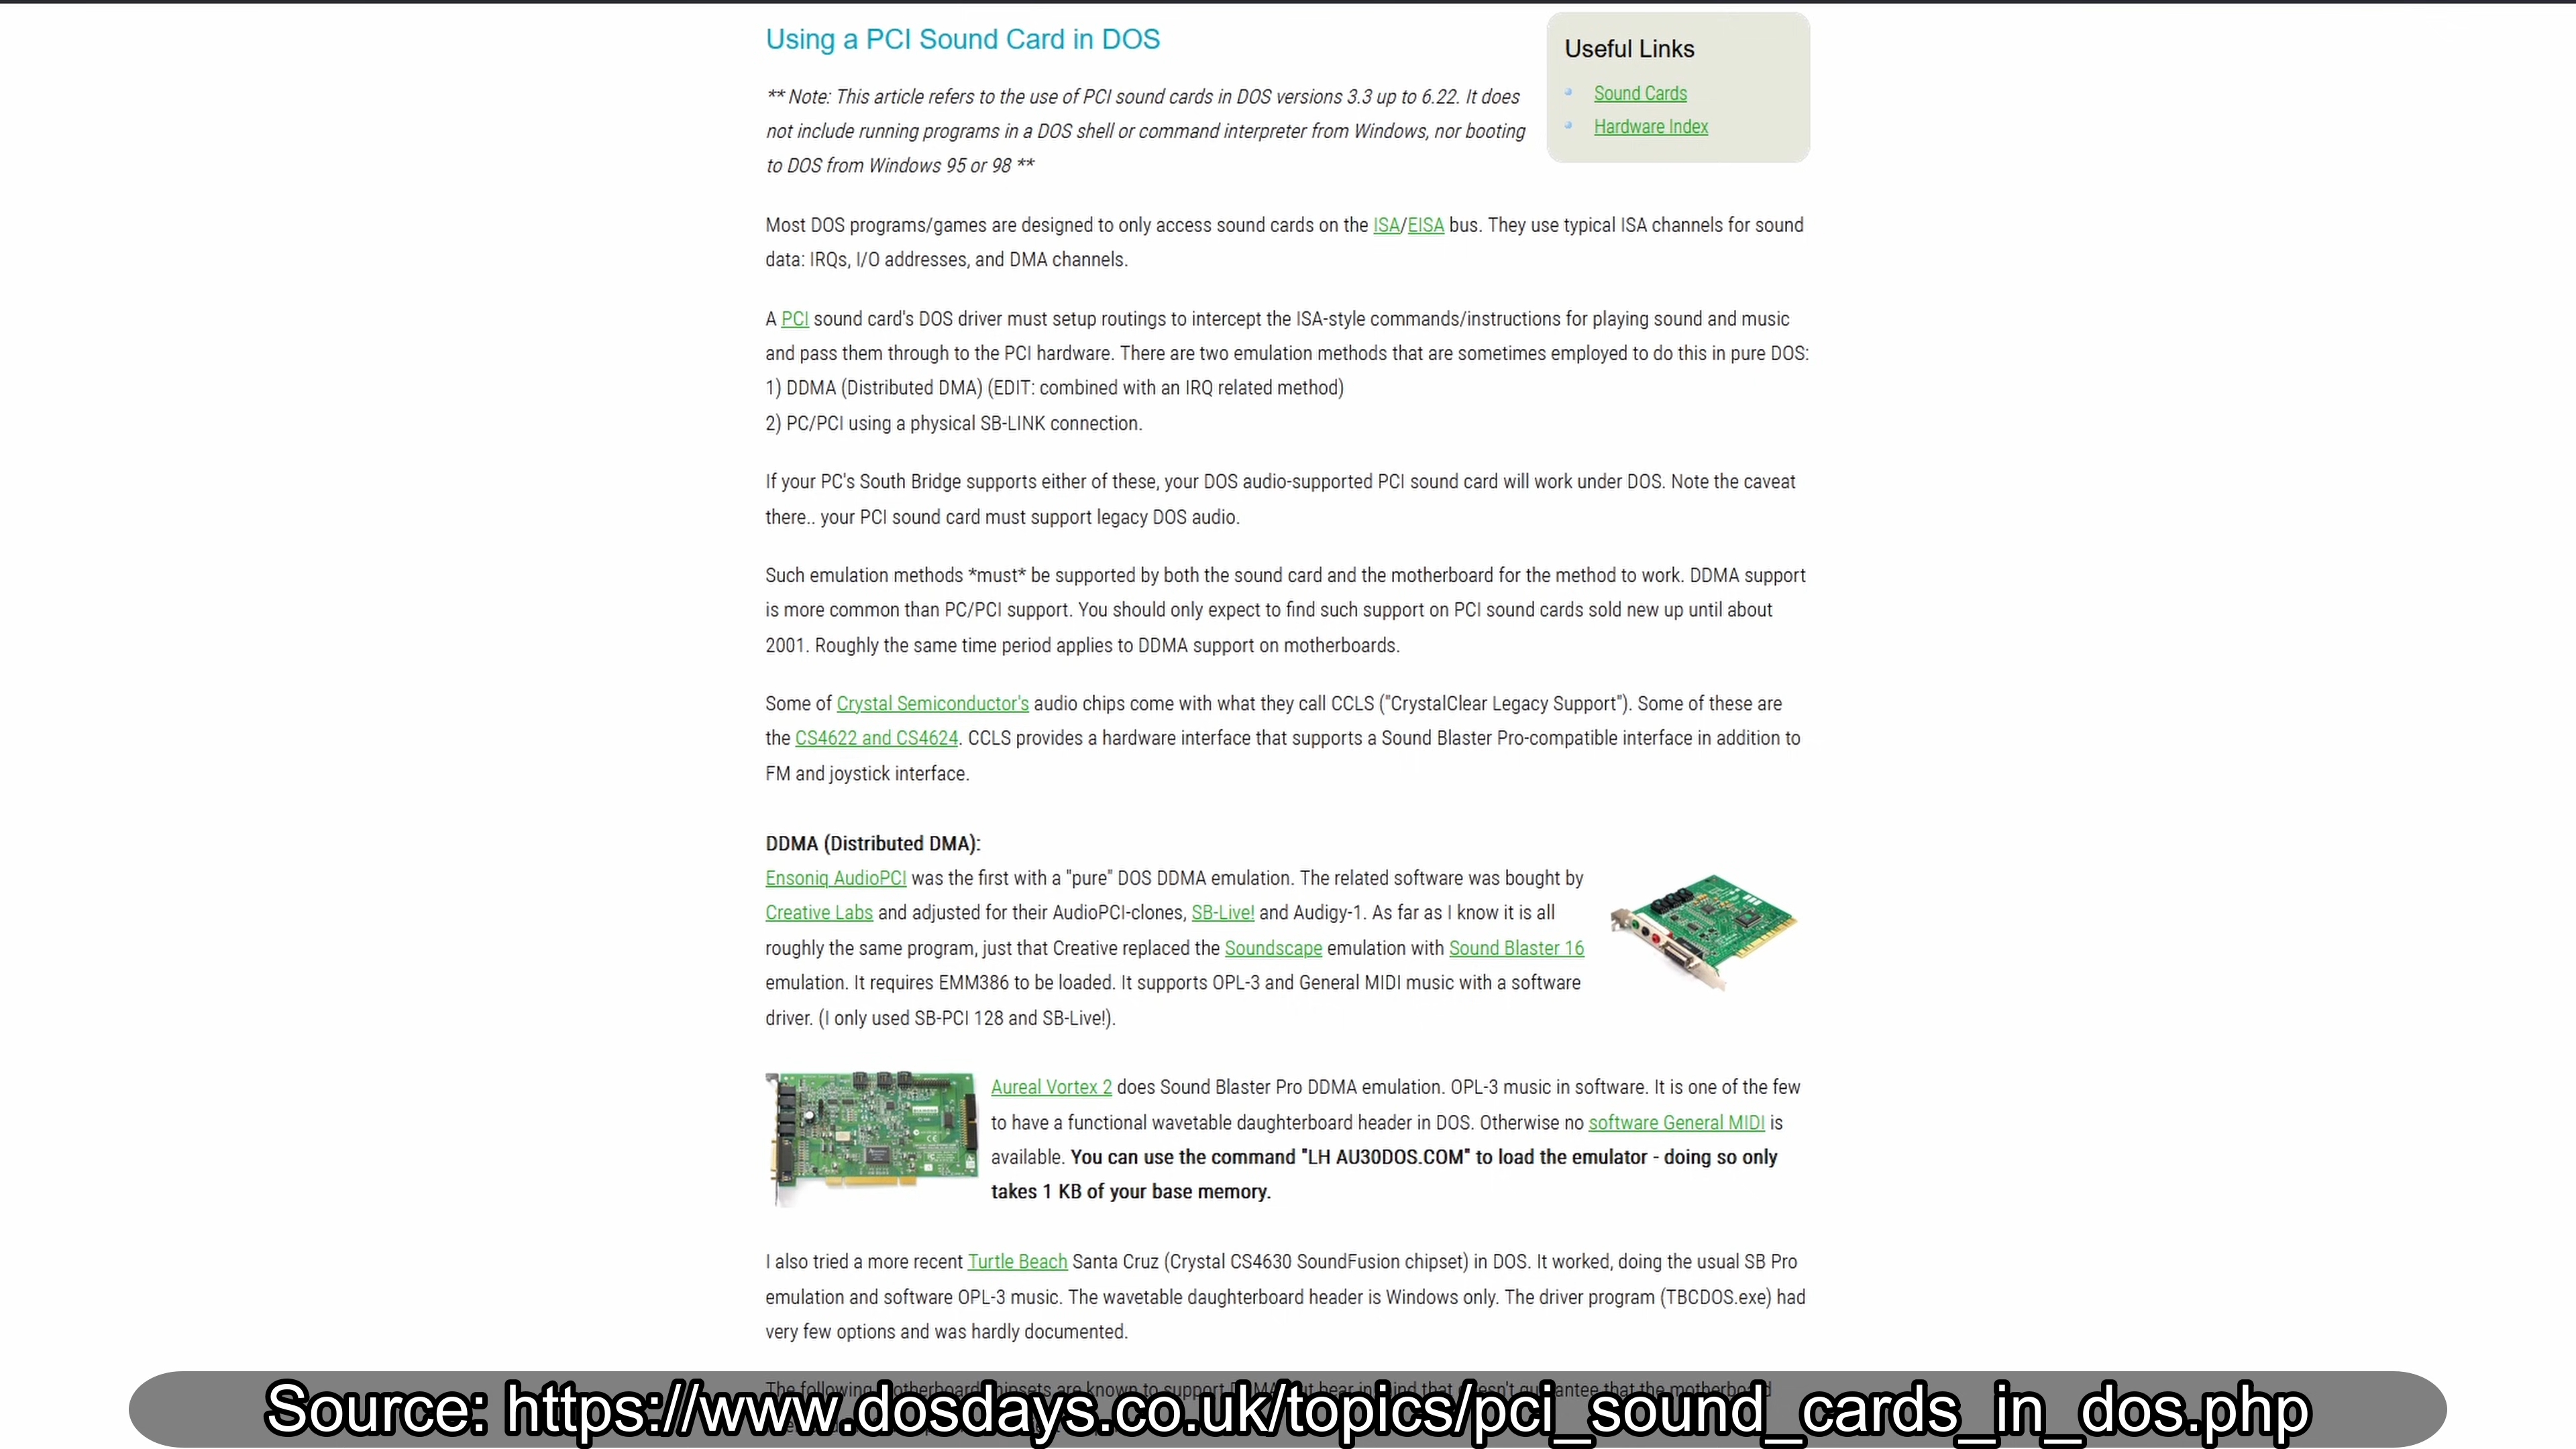 Using a PCI Sound Card in DOS
** Note: This article refers to the use of PCI sound cards in DOS versions 3.3 up to 6.22. It does
not include running programs in a DOS shell or command interpreter from Windows, nor booting
to DOS from Windows 95 or 98 **
Useful Links
Sound Cards
Hardware Index
Most DOS programs/games are designed to only access sound cards on the ISA/EISA bus. They use typical ISA channels for sound
data: IRQs, I/O addresses, and DMA channels.
A PCI sound card's DOS driver must setup routings to intercept the ISA-style commands/instructions for playing sound and music
and pass them through to the PCI hardware. There are two emulation methods that are sometimes employed to do this in pure DOS:
1) DDMA (Distributed DMA) (EDIT: combined with an IRQ related method)
2) PC/PCI using a physical SB-LINK connection.
If your PC's South Bridge supports either of these, your DOS audio-supported PCI sound card will work under DOS. Note the caveat
there.. your PCI sound card must support legacy DOS audio.
Such emulation methods *must* be supported by both the sound card and the motherboard for the method to work. DDMA support
is more common than PC/PCI support. You should only expect to find such support on PCI sound cards sold new up until about
2001. Roughly the same time period applies to DDMA support on motherboards.
Some of Crystal Semiconductor's audio chips come with what they call CCLS ("CrystalClear Legacy Support"). Some of these are
the CS4622 and CS4624. CCLS provides a hardware interface that supports a Sound Blaster Pro-compatible interface in addition to
FM and joystick interface.
DDMA (Distributed DMA):
Ensoniq AudioPCI was the first with a "pure" DOS DDMA emulation. The related software was bought by
Creative Labs and adjusted for their AudioPCI-clones, SB-Live! and Audigy-1. As far as I know it is all
roughly the same program, just that Creative replaced the Soundscape emulation with Sound Blaster 16
emulation. It requires EMM386 to be loaded. It supports OPL-3 and General MIDI music with a software
driver. (I only used SB-PCI 128 and SB-Live!).
Aureal Vortex 2 does Sound Blaster Pro DDMA emulation. OPL-3 music in software. It is one of the few
to have a functional wavetable daughterboard header in DOS. Otherwise no software General MIDI is
available. You can use the command "LH AU30DOS.COM" to load the emulator - doing so only
takes 1 KB of your base memory.
I also tried a more recent Turtle Beach Santa Cruz (Crystal CS4630 SoundFusion chipset) in DOS. It worked, doing the usual SB Pro
emulation and software OPL-3 music. The wavetable daughterboard header is Windows only. The driver program (TBCDOS.exe) had
very few options and was hardly documented.
The following are known to support that the
Source: https://www.dosdays.co.uk/topics/pci_sound_cards_in_dos.php